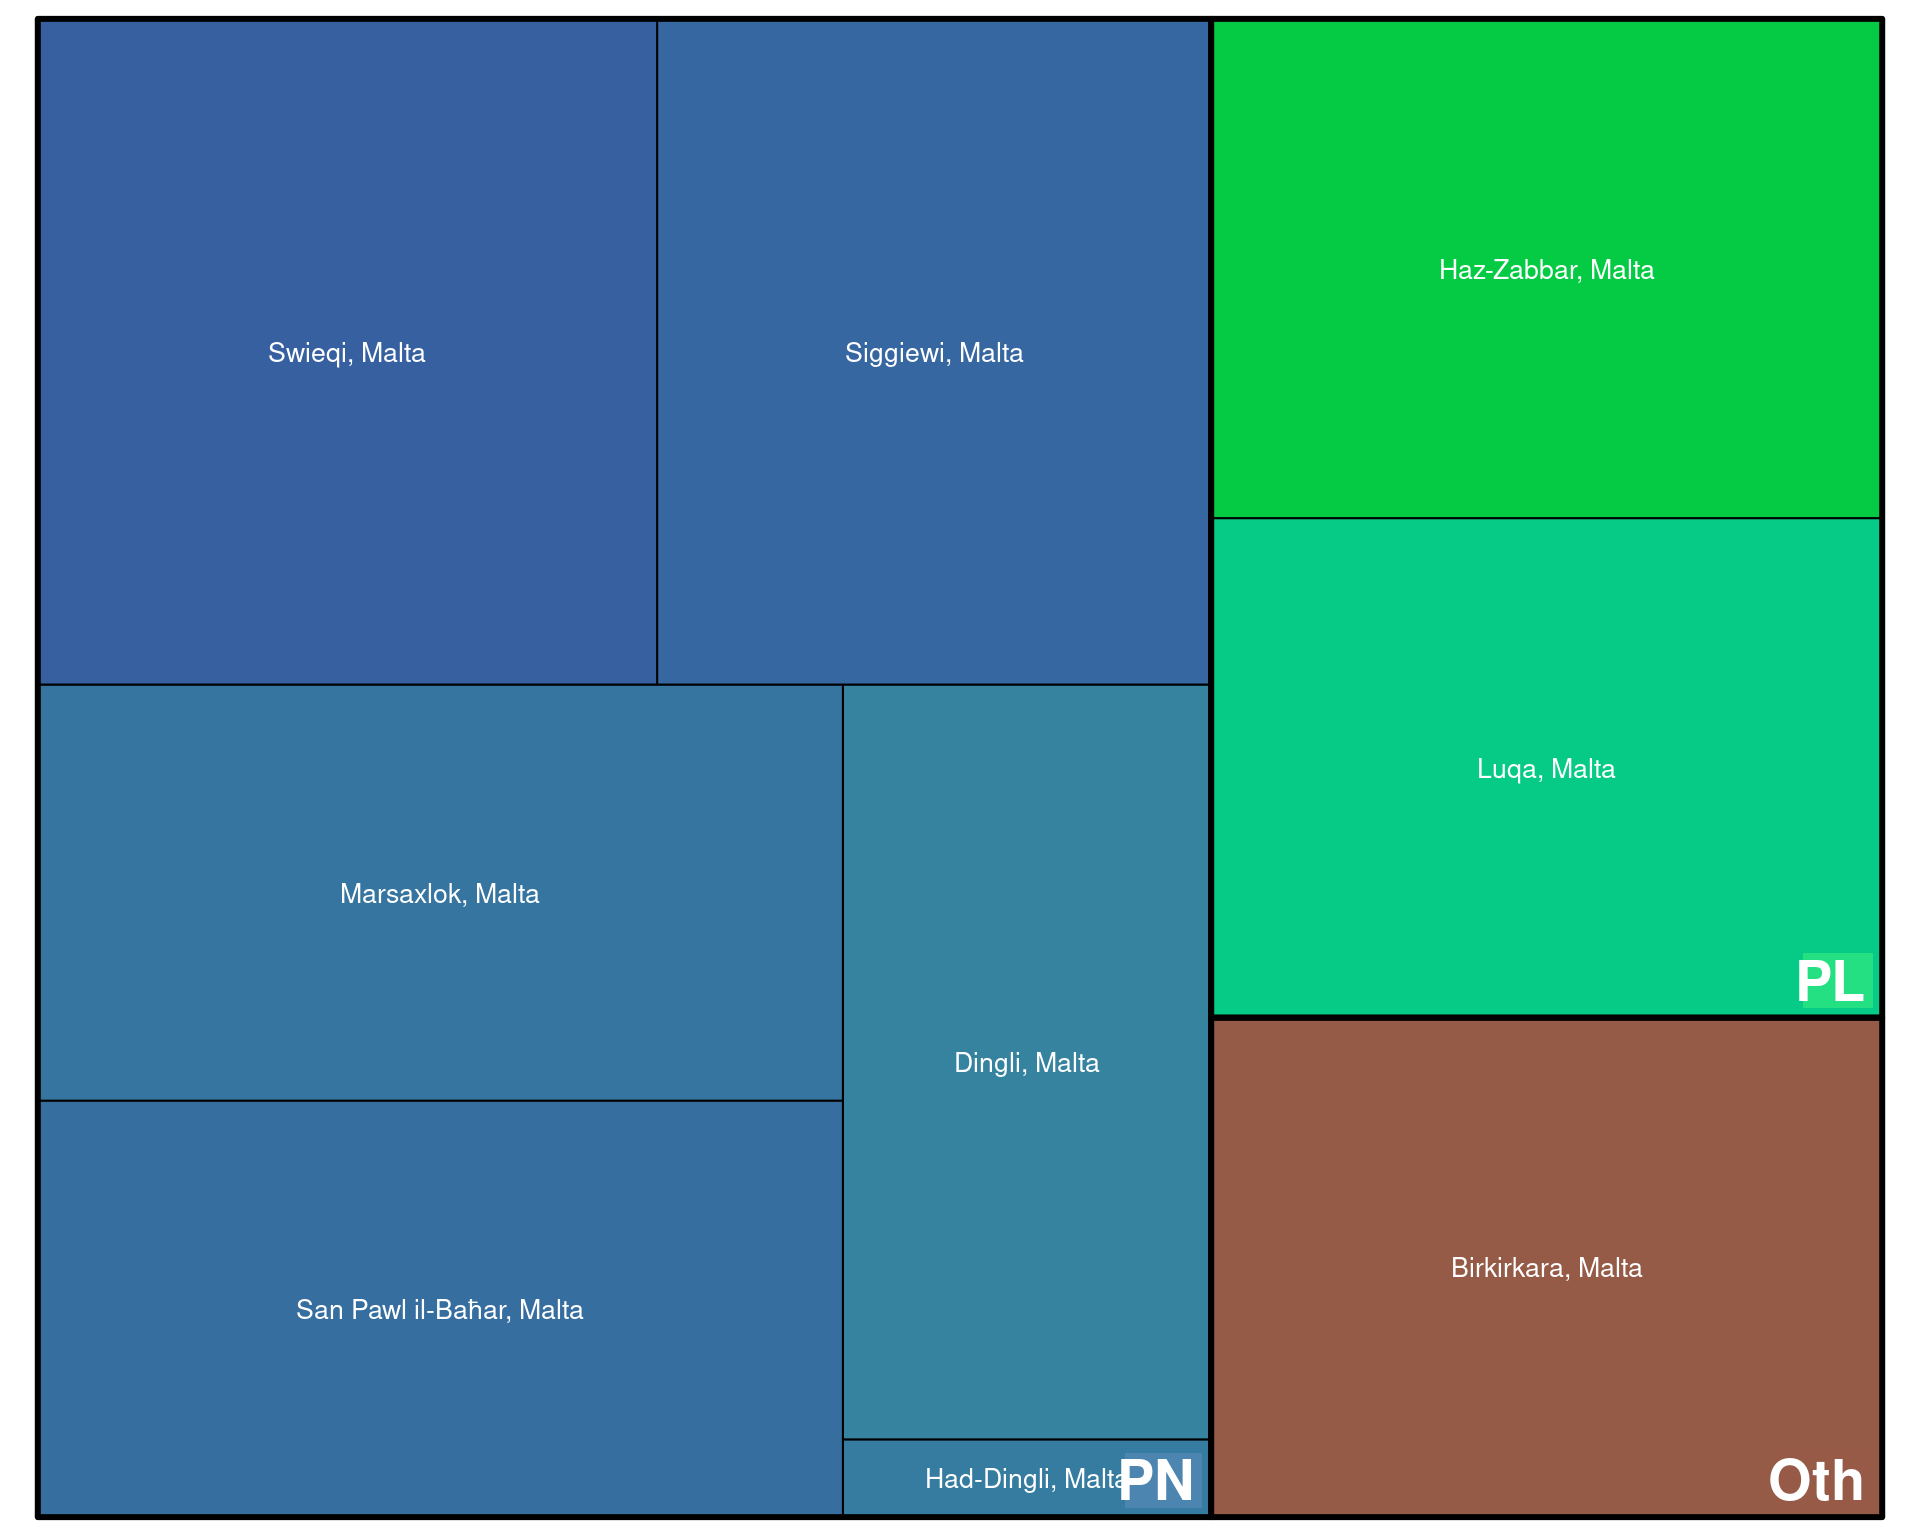 Swieqi, Malta
Siggiewi, Malta
Haz-Zabbar, Malta
Luqa, Malta
PL
Marsaxlok, Malta
Dingli, Malta
San Pawl il-Baħar, Malta
Had-Dingli, Malta
PN
Birkirkara, Malta
Oth